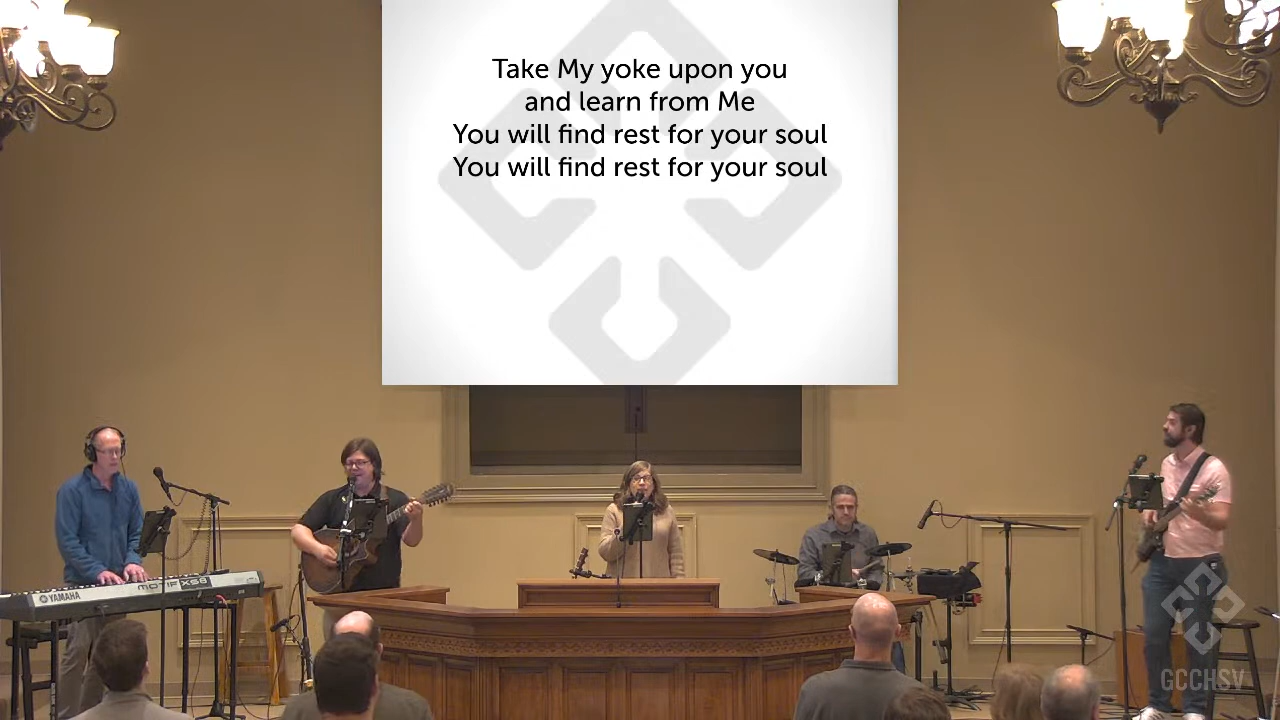 Take My yoke upon you
and learn from Me
You will find rest for your soul
You will find rest for your soul
YAMAHA
MOTIF XS8
GCCHSV